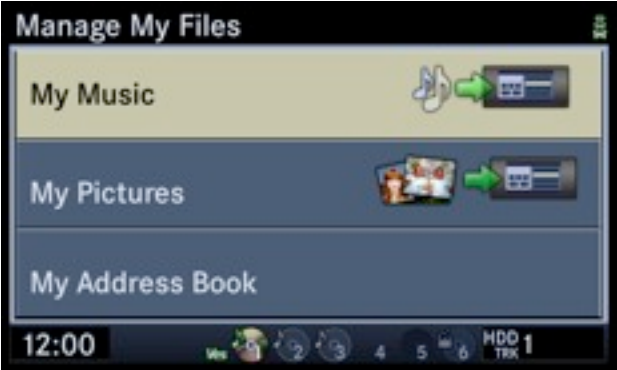 Manage My Files
My Music
My Pictures
My Address Book
12:00
Ves 1 2 3 4 5 6 HDD TRK 1